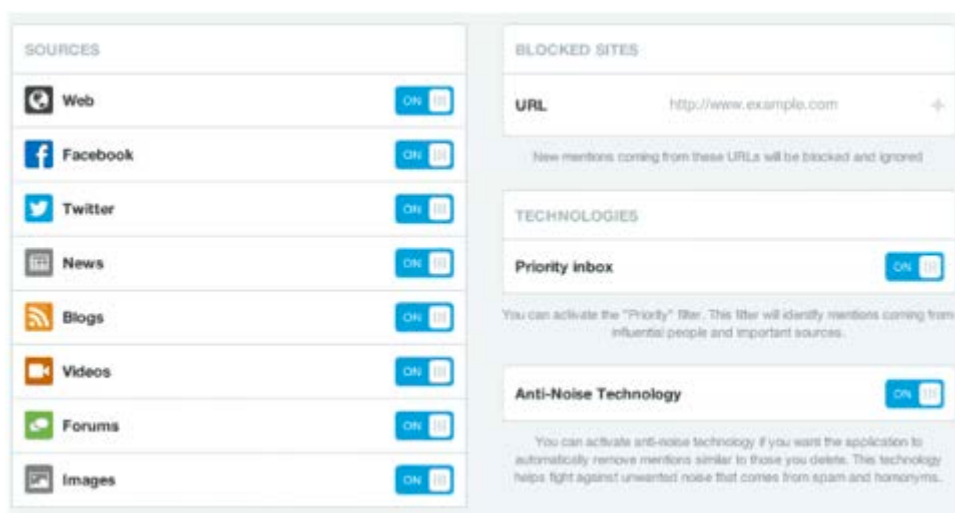 SOURCES
Web ON
Facebook ON
Twitter ON
News ON
Blogs ON
Videos ON
Forums ON
Images ON
BLOCKED SITES
URL http://www.example.com +
New mentions coming from these URLs will be blocked and ignored
TECHNOLOGIES
Priority inbox ON
You can activate the "Priority" filter. This filter will identify mentions coming from
influential people and important sources.
Anti-Noise Technology ON
You can activate anti-noise technology if you want the application to
automatically remove mentions similar to those you delete. This technology
helps fight against unwanted noise that comes from spam and homonyms.